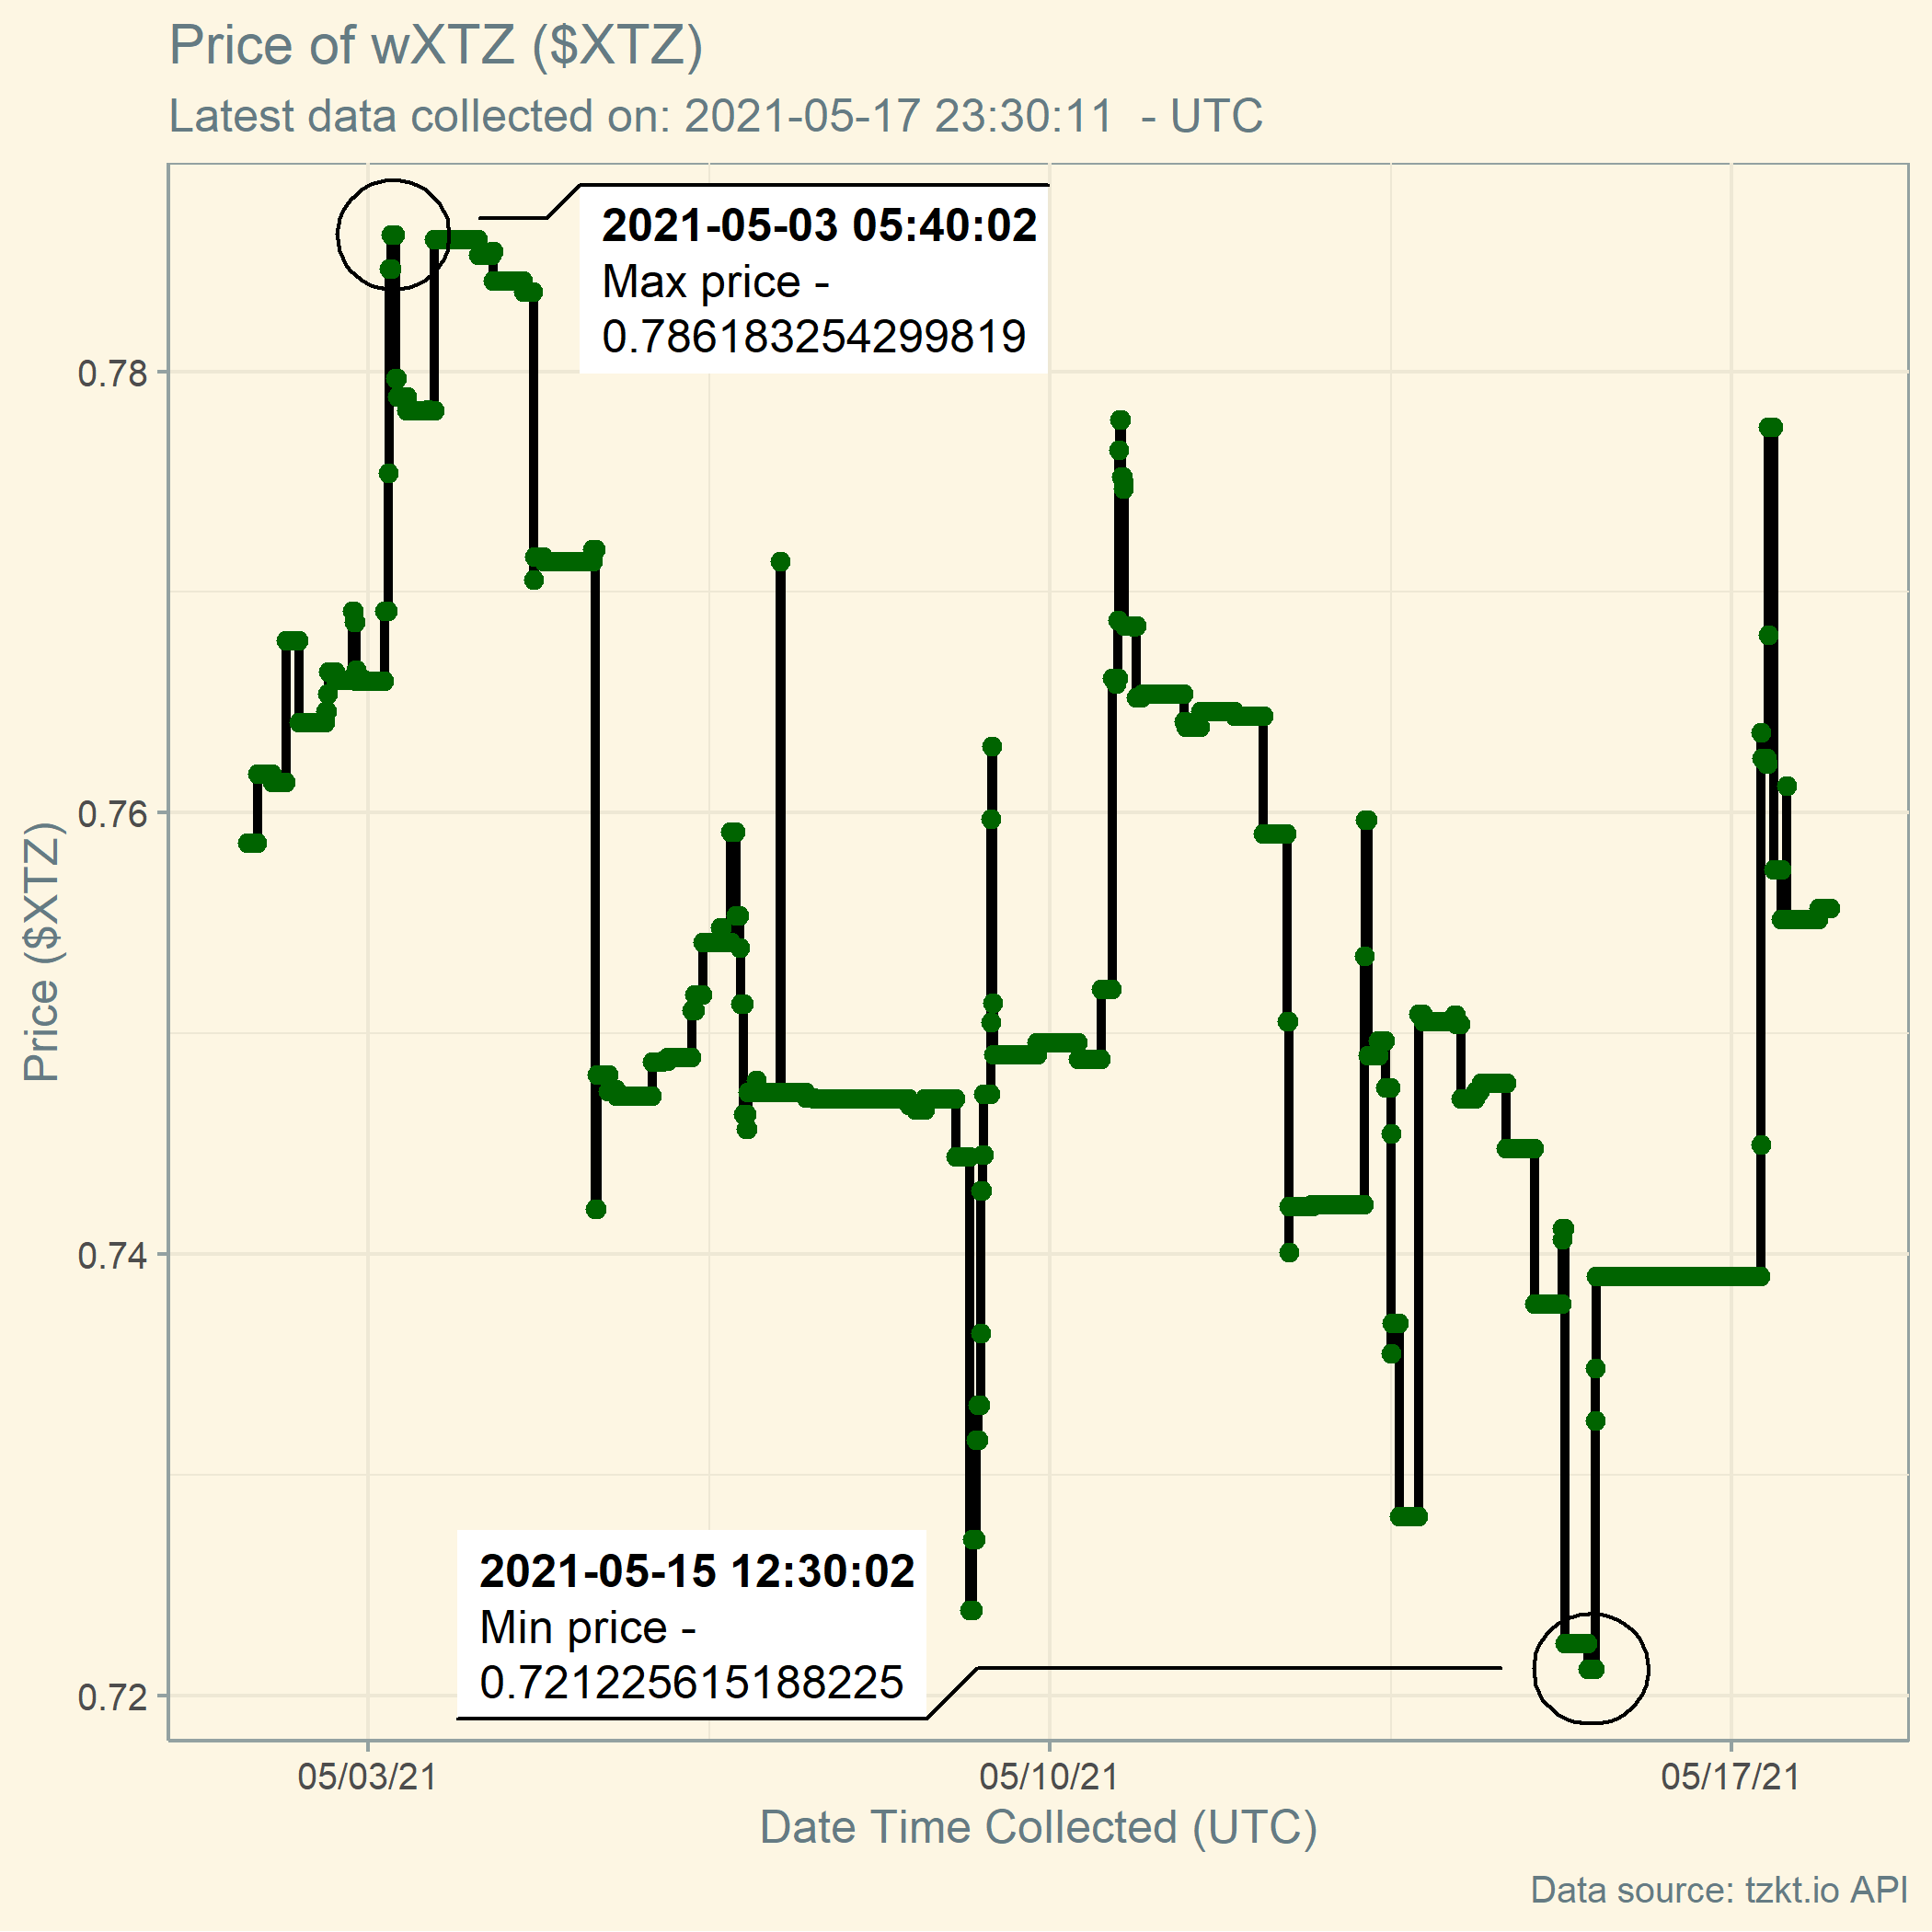 Price of wXTZ ($XTZ)
Latest data collected on: 2021-05-17 23:30:11  - UTC
2021-05-03 05:40:02
Max price -
0.786183254299819
0.78
0.76
0.74
0.72
Price ($XTZ)
2021-05-15 12:30:02
Min price -
0.721225615188225
05/03/21
05/10/21
05/17/21
Date Time Collected (UTC)
Data source: tzkt.io API